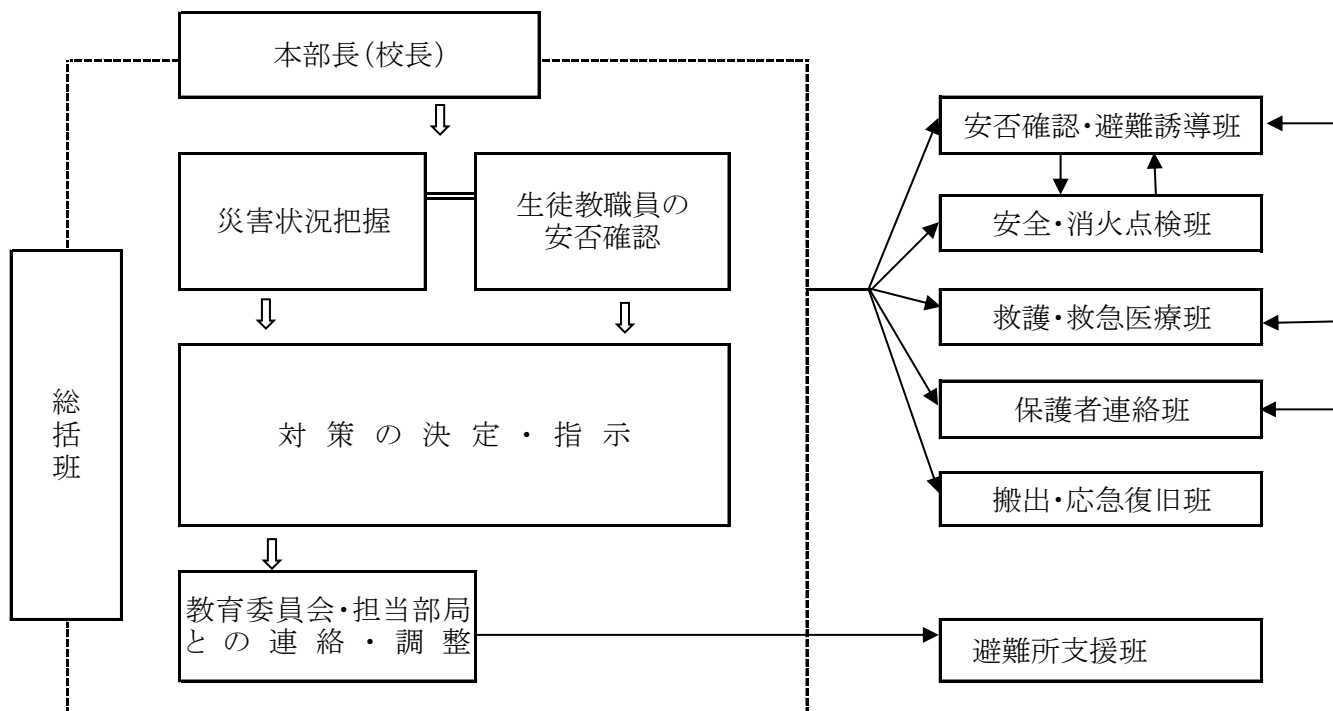 本部長（校長）
災害状況把握
生徒教職員の
安否確認
総括班
対策の決定・指示
教育委員会・担当部局
との連絡・調整
安否確認・避難誘導班
安全・消火点検班
救護・救急医療班
保護者連絡班
搬出・応急復旧班
避難所支援班